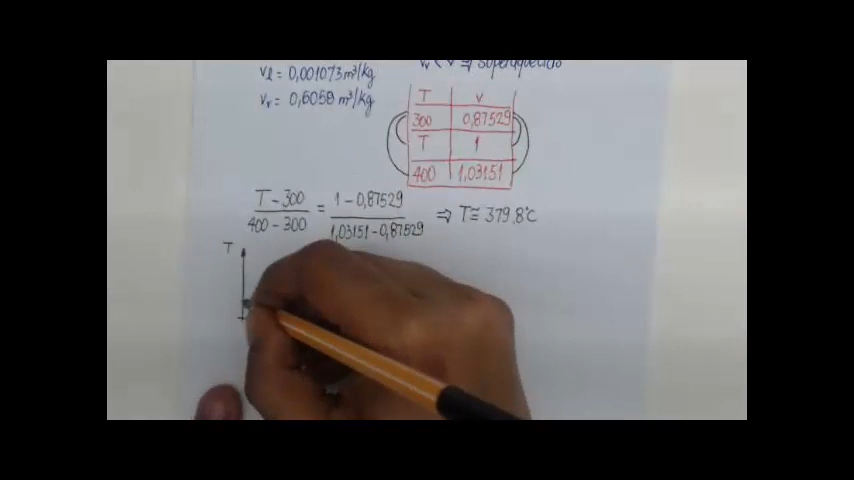 vl = 0,001073 m³/kg
vv = 0,6058 m³/kg
vv < v ⇒ superaquecido
T v
300 0,87529
T 1
400 1,03151
T - 300 / 400 - 300 = 1 - 0,87529 / 1,03151 - 0,87529 ⇒ T ≅ 379,8°C
T